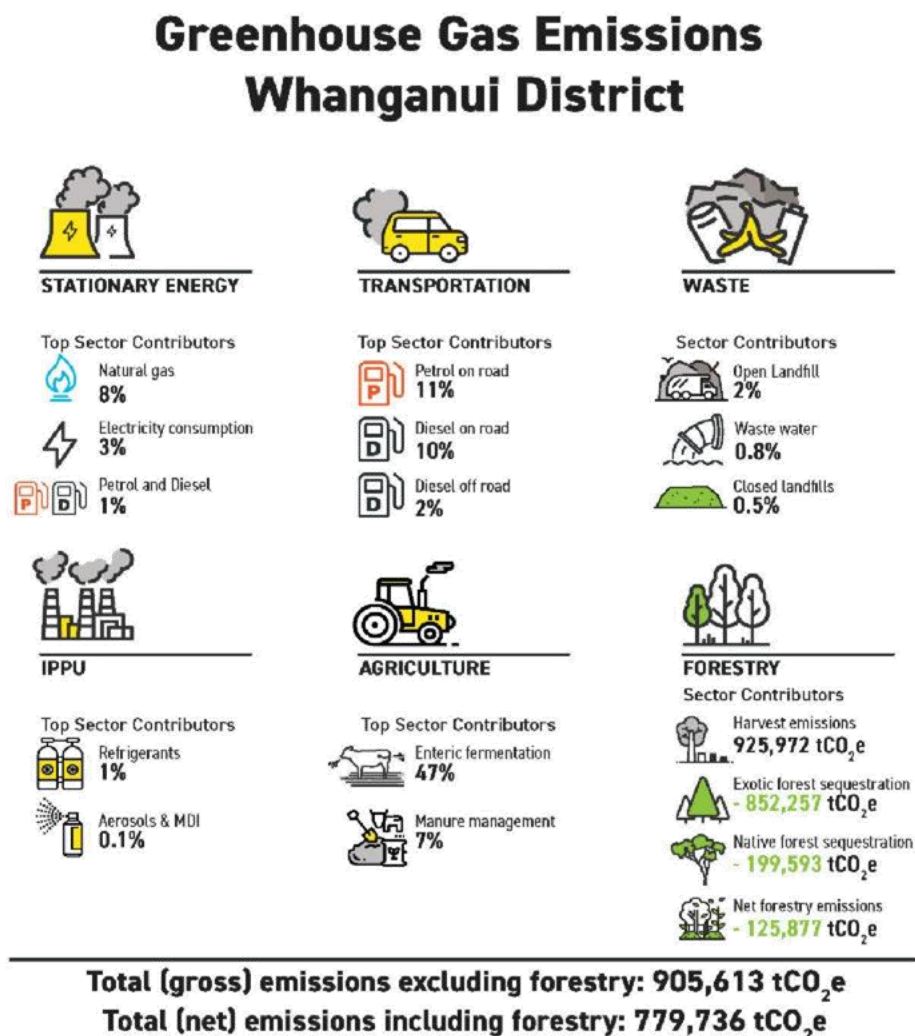 Greenhouse Gas Emissions
Whanganui District
STATIONARY ENERGY
Top Sector Contributors
Natural gas
8%
Electricity consumption
3%
P D
Petrol and Diesel
1%
TRANSPORTATION
Top Sector Contributors
P
Petrol on road
11%
D
Diesel on road
10%
D
Diesel off road
2%
WASTE
Sector Contributors
Open Landfill
2%
Waste water
0.8%
Closed landfills
0.5%
IPPU
Top Sector Contributors
Refrigerants
1%
Aerosols & MDI
0.1%
AGRICULTURE
Top Sector Contributors
Enteric fermentation
47%
Manure management
7%
FORESTRY
Sector Contributors
Harvest emissions
925,972 tCO₂e
Exotic forest sequestration
- 852,257 tCO₂e
Native forest sequestration
- 199,593 tCO₂e
Net forestry emissions
- 125,877 tCO₂e
Total (gross) emissions excluding forestry: 905,613 tCO₂e
Total (net) emissions including forestry: 779,736 tCO₂e